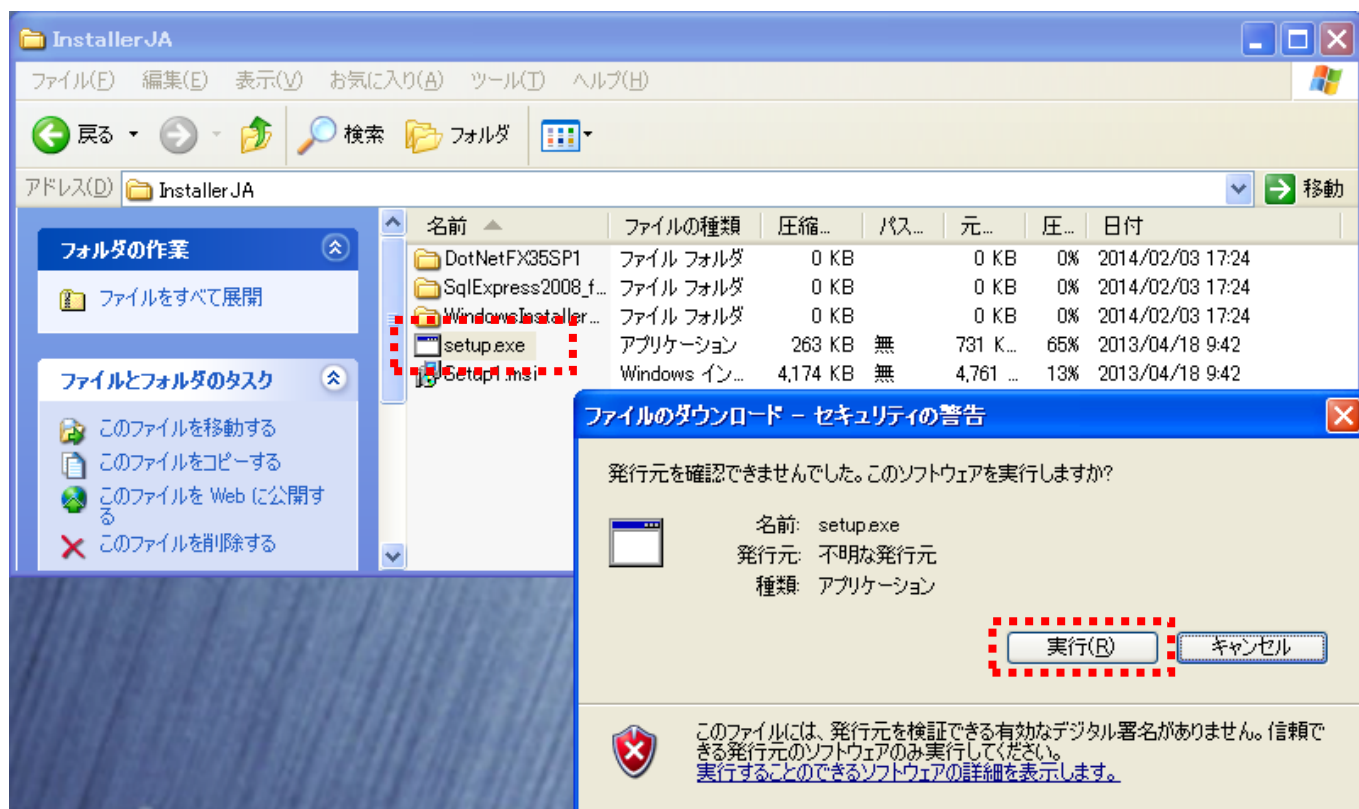 InstallerJA
ファイル(F) 編集(E) 表示(V) お気に入り(A) ツール(T) ヘルプ(H)
戻る 検索 フォルダ
アドレス(D) InstallerJA 移動
フォルダの作業
ファイルをすべて展開
ファイルとフォルダのタスク
このファイルを移動する
このファイルをコピーする
このファイルを Web に公開す
る
このファイルを削除する
名前 ファイルの種類 圧縮... パス... 元... 圧... 日付
DotNetFX35SP1 ファイル フォルダ 0 KB 0 KB 0% 2014/02/03 17:24
SqlExpress2008_f... ファイル フォルダ 0 KB 0 KB 0% 2014/02/03 17:24
WindowsInstaller... ファイル フォルダ 0 KB 0 KB 0% 2014/02/03 17:24
setup.exe アプリケーション 263 KB 無 731 K... 65% 2013/04/18 9:42
Setup1.msi Windows イン... 4,174 KB 無 4,761 ... 13% 2013/04/18 9:42
ファイルのダウンロード - セキュリティの警告
発行元を確認できませんでした。このソフトウェアを実行しますか?
名前: setup.exe
発行元: 不明な発行元
種類: アプリケーション
実行(R) キャンセル
このファイルには、発行元を検証できる有効なデジタル署名がありません。信頼で
きる発行元のソフトウェアのみ実行してください。
実行することのできるソフトウェアの詳細を表示します。